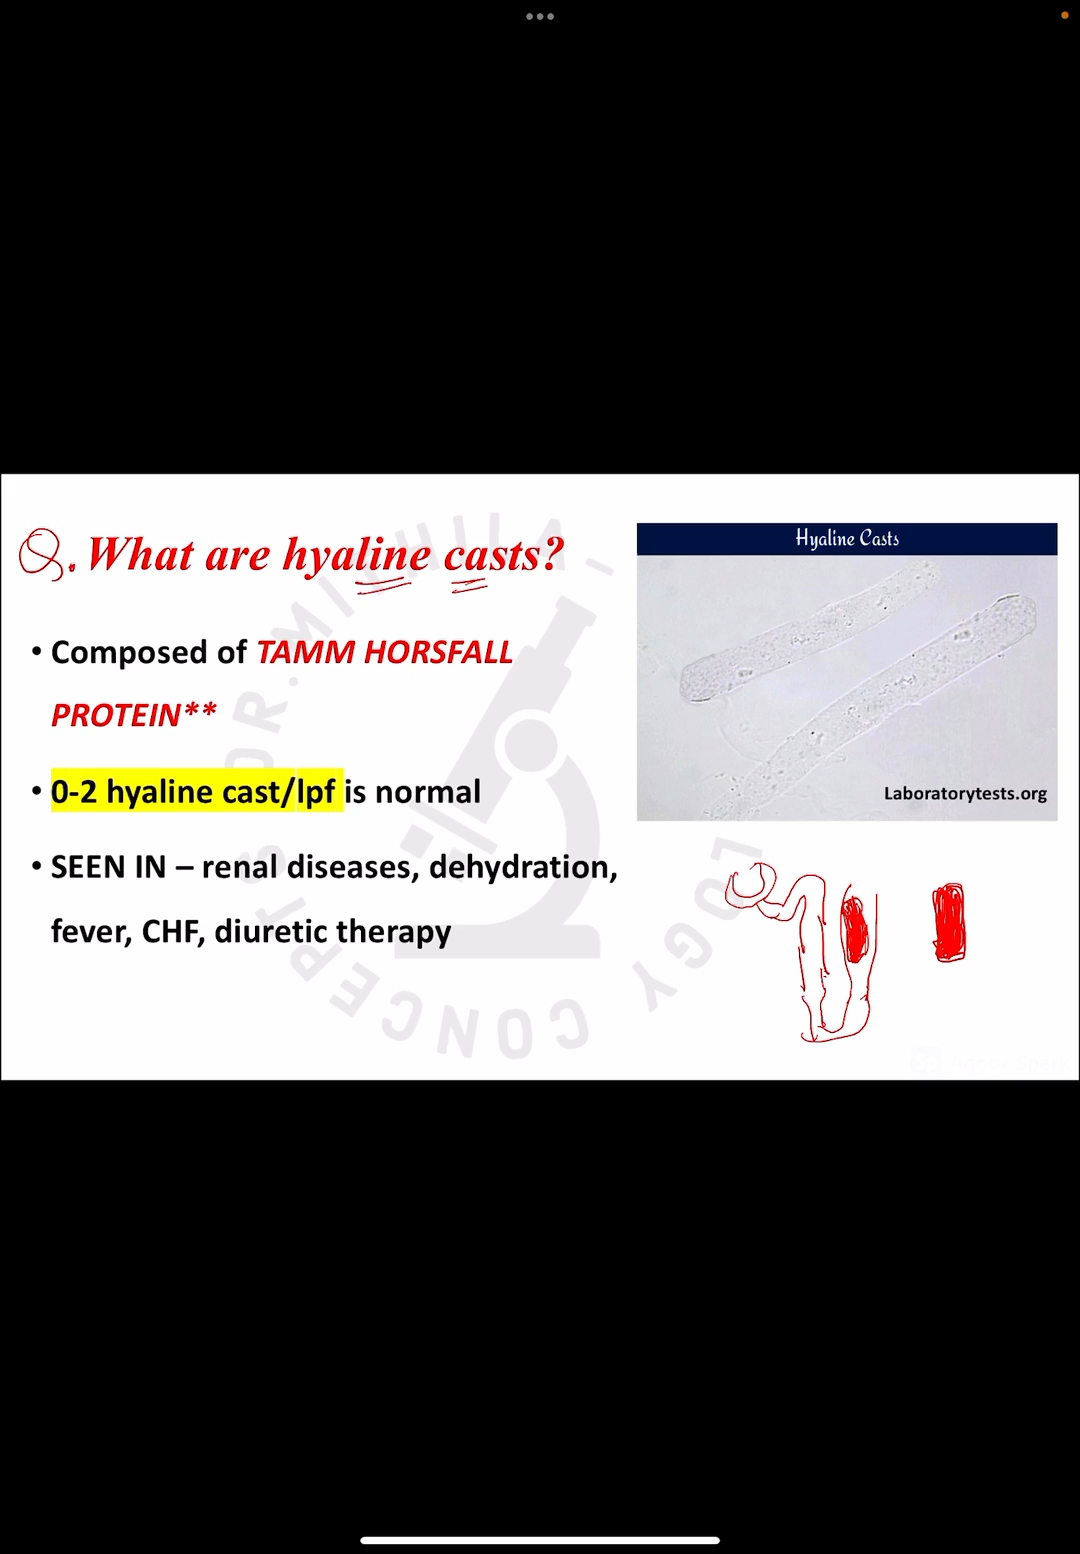 Q. What are hyaline casts?
• Composed of TAMM HORSFALL
PROTEIN**
• 0-2 hyaline cast/lpf is normal
• SEEN IN – renal diseases, dehydration,
fever, CHF, diuretic therapy
Hyaline Casts
Laboratorytests.org